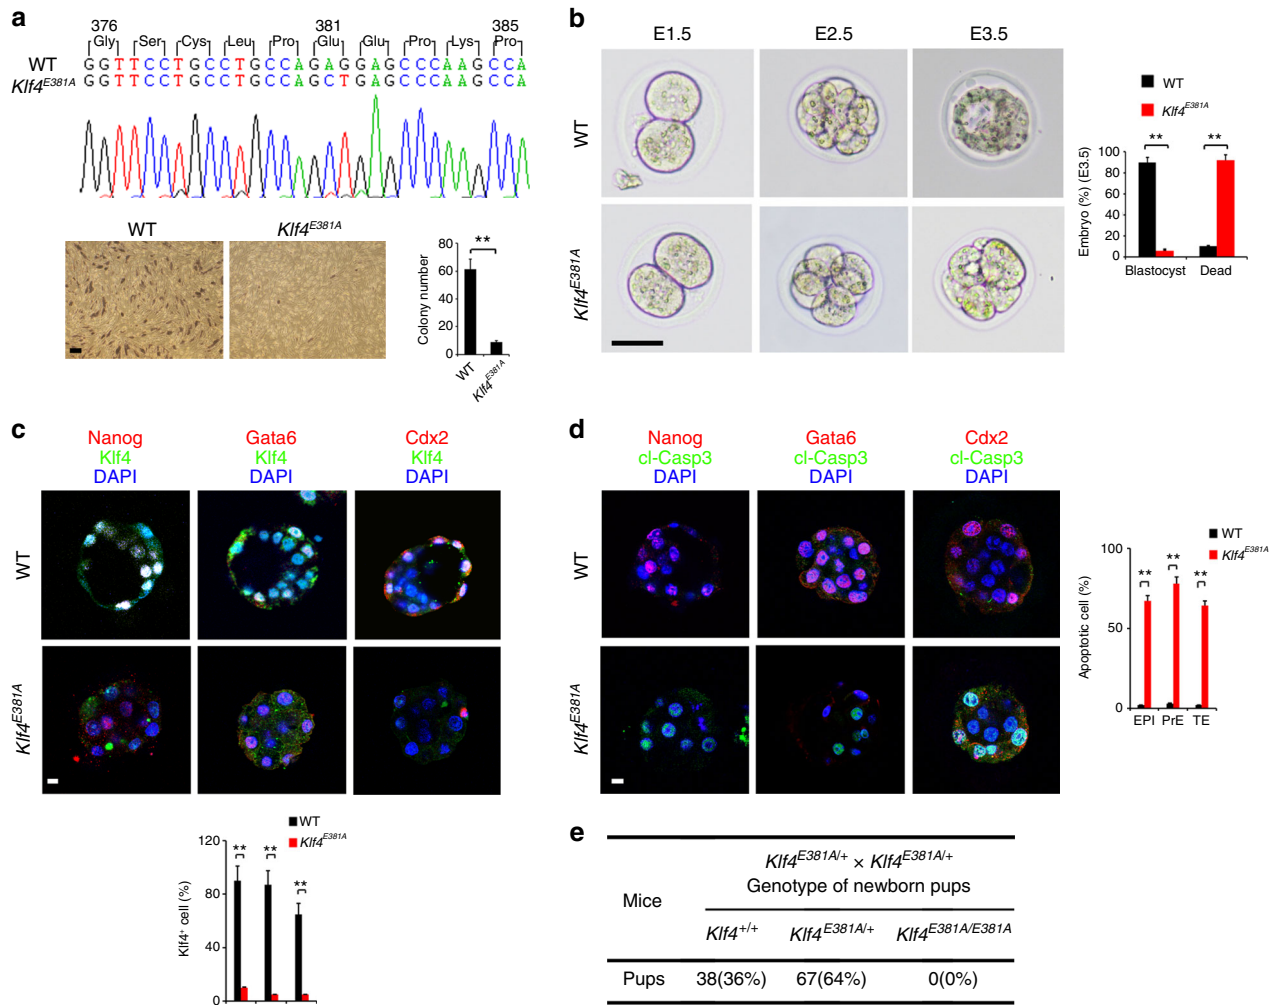 a
376 381 385
Gly Ser Cys Leu Pro Glu Glu Pro Lys Pro
WT G G T T C C T G C C T G C C A G A G G A G C C C A A G C C A
Klf4E381A G G T T C C T G C C T G C C A G C T G A G C C C A A G C C A
WT Klf4E381A
Colony number
80
60
40
20
0
**
WT Klf4E381A
b
E1.5 E2.5 E3.5
WT
Klf4E381A
WT
Klf4E381A
** **
Embryo (%) (E3.5)
100
80
60
40
20
0
Blastocyst Dead
c
Nanog Gata6 Cdx2
Klf4 Klf4 Klf4
DAPI DAPI DAPI
WT
Klf4E381A
WT
Klf4E381A
Klf4+ cell (%)
120
80
40
0
** ** **
d
Nanog Gata6 Cdx2
cl-Casp3 cl-Casp3 cl-Casp3
DAPI DAPI DAPI
WT
Klf4E381A
WT
Klf4E381A
Apoptotic cell (%)
100
50
0
** ** **
EPI PrE TE
e
Mice
Klf4E381A/+ × Klf4E381A/+
Genotype of newborn pups
Klf4+/+ Klf4E381A/+ Klf4E381A/E381A
Pups 38(36%) 67(64%) 0(0%)